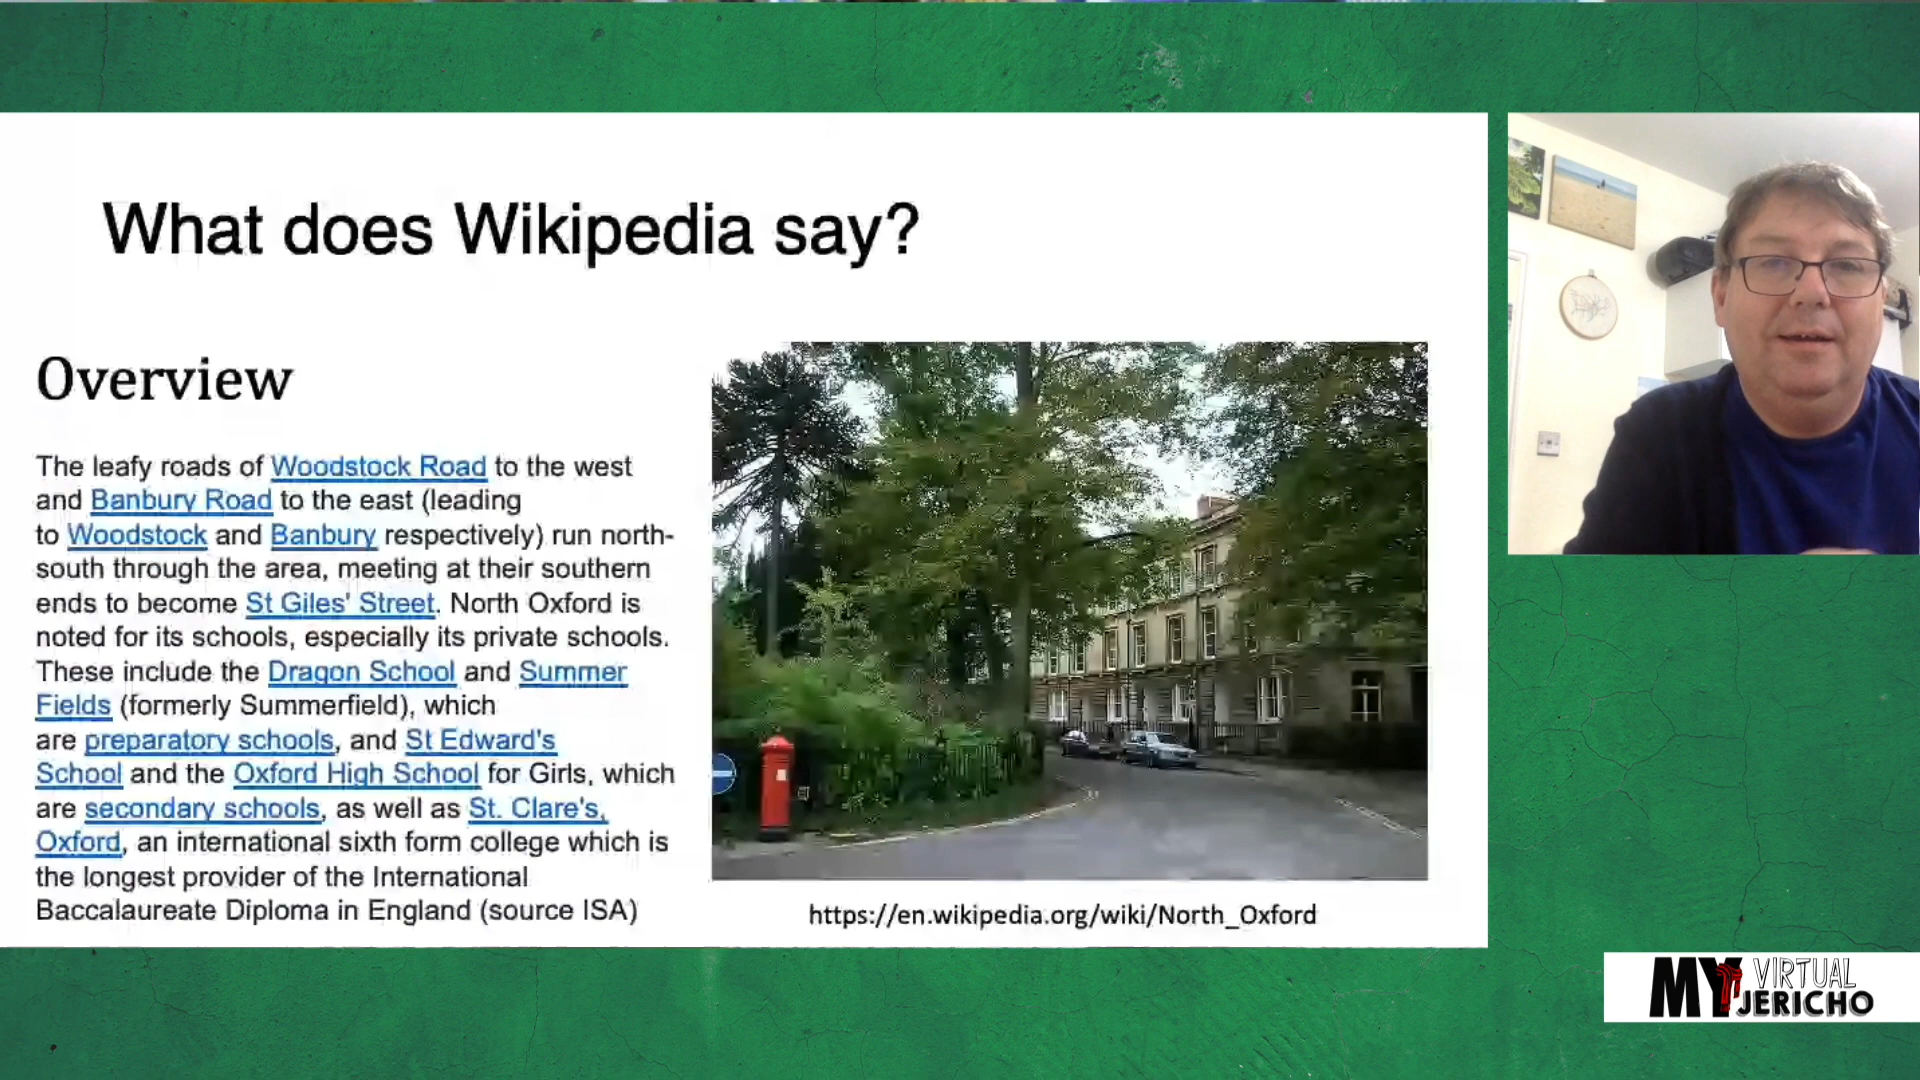 What does Wikipedia say?
Overview
The leafy roads of Woodstock Road to the west
and Banbury Road to the east (leading
to Woodstock and Banbury respectively) run north-
south through the area, meeting at their southern
ends to become St Giles' Street. North Oxford is
noted for its schools, especially its private schools.
These include the Dragon School and Summer
Fields (formerly Summerfield), which
are preparatory schools, and St Edward's
School and the Oxford High School for Girls, which
are secondary schools, as well as St. Clare's,
Oxford, an international sixth form college which is
the longest provider of the International
Baccalaureate Diploma in England (source ISA)
https://en.wikipedia.org/wiki/North_Oxford
MY VIRTUAL
JERICHO